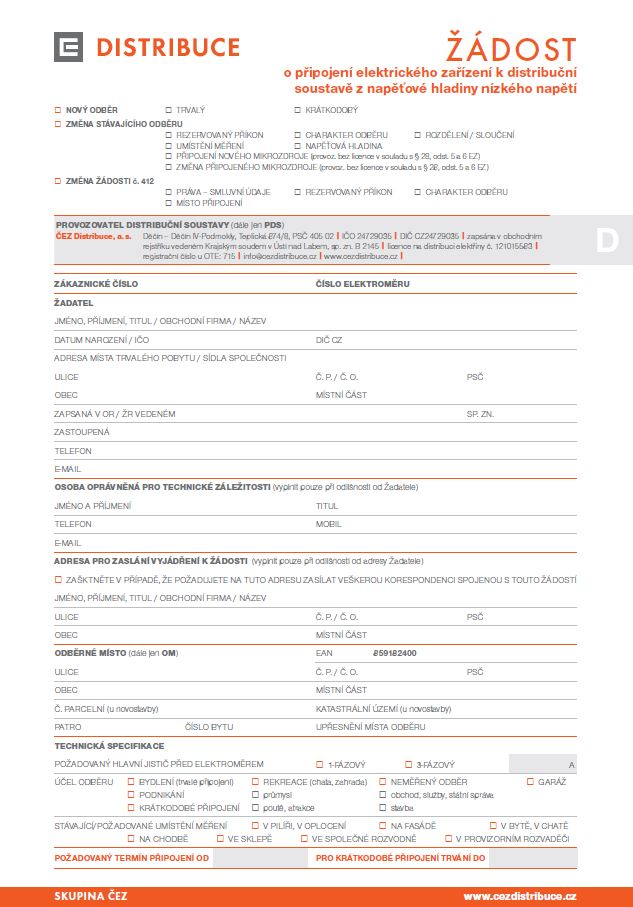 DISTRIBUCE
ŽÁDOST
o připojení elektrického zařízení k distribuční
soustavě z napěťové hladiny nízkého napětí
NOVÝ ODBĚR TRVALÝ KRÁTKODOBÝ
ZMĚNA STÁVAJÍCÍHO ODBĚRU
REZERVOVANÝ PŘÍKON CHARAKTER ODBĚRU ROZDĚLENÍ / SLOUČENÍ
UMÍSTĚNÍ MĚŘENÍ NAPĚŤOVÁ HLADINA
PŘIPOJENÍ NOVÉHO MIKROZDROJE (provoz. bez licence v souladu s § 28, odst. 5 a 6 EZ)
ZMĚNA PŘIPOJENÉHO MIKROZDROJE (provoz. bez licence v souladu s § 28, odst. 5 a 6 EZ)
ZMĚNA ŽÁDOSTI č. 412
PRÁVA – SMLUVNÍ ÚDAJE REZERVOVANÝ PŘÍKON CHARAKTER ODBĚRU
MÍSTO PŘIPOJENÍ
PROVOZOVATEL DISTRIBUČNÍ SOUSTAVY (dále jen PDS)
ČEZ Distribuce, a. s. Děčín – Děčín IV-Podmokly, Teplická 874/8, PSČ 405 02 | IČO 24729035 | DIČ CZ24729035 | zapsána v obchodním
rejstříku vedeném Krajským soudem v Ústí nad Labem, sp. zn. B 2145 | licence na distribuci elektřiny č. 121015583 |
registrační číslo u OTE: 715 | info@cezdistribuce.cz | www.cezdistribuce.cz |
D
ZÁKAZNICKÉ ČÍSLO ČÍSLO ELEKTROMĚRU
ŽADATEL
JMÉNO, PŘÍJMENÍ, TITUL / OBCHODNÍ FIRMA / NÁZEV
DATUM NAROZENÍ / IČO DIČ CZ
ADRESA MÍSTA TRVALÉHO POBYTU / SÍDLA SPOLEČNOSTI
ULICE Č. P. / Č. O. PSČ
OBEC MÍSTNÍ ČÁST
ZAPSANÁ V OR / ŽR VEDENÉM SP. ZN.
ZASTOUPENÁ
TELEFON
E-MAIL
OSOBA OPRÁVNĚNÁ PRO TECHNICKÉ ZÁLEŽITOSTI (vyplnit pouze při odlišnosti od Žadatele)
JMÉNO A PŘÍJMENÍ TITUL
TELEFON MOBIL
E-MAIL
ADRESA PRO ZASLÁNÍ VYJÁDŘENÍ K ŽÁDOSTI (vyplnit pouze při odlišnosti od adresy Žadatele)
ZAŠKTNĚTE V PŘÍPADĚ, ŽE POŽADUJETE NA TUTO ADRESU ZASÍLAT VEŠKEROU KORESPONDENCI SPOJENOU S TOUTO ŽÁDOSTÍ
JMÉNO, PŘÍJMENÍ, TITUL / OBCHODNÍ FIRMA / NÁZEV
ULICE Č. P. / Č. O. PSČ
OBEC MÍSTNÍ ČÁST
ODBĚRNÉ MÍSTO (dále jen OM) EAN 859182400
ULICE Č. P. / Č. O. PSČ
OBEC MÍSTNÍ ČÁST
Č. PARCELNÍ (u novostavby) KATASTRÁLNÍ ÚZEMÍ (u novostavby)
PATRO ČÍSLO BYTU UPŘESNĚNÍ MÍSTA ODBĚRU
TECHNICKÁ SPECIFIKACE
POŽADOVANÝ HLAVNÍ JISTIČ PŘED ELEKTROMĚREM 1-FÁZOVÝ 3-FÁZOVÝ A
ÚČEL ODBĚRU BYDLENÍ (trvalé připojení) REKREACE (chata, zahrada) NEMĚŘENÝ ODBĚR GARÁŽ
PODNIKÁNÍ průmysl obchod, služby, státní správa
KRÁTKODOBÉ PŘIPOJENÍ poutě, atrakce stavba
STÁVAJÍCÍ/POŽADOVANÉ UMÍSTĚNÍ MĚŘENÍ V PILÍŘI, V OPLOCENÍ NA FASÁDĚ V BYTĚ, V CHATĚ
NA CHODBĚ VE SKLEPĚ VE SPOLEČNÉ ROZVODNĚ V PROVIZORNÍM ROZVADĚČI
POŽADOVANÝ TERMÍN PŘIPOJENÍ OD PRO KRÁTKODOBÉ PŘIPOJENÍ TRVÁNÍ DO
SKUPINA ČEZ www.cezdistribuce.cz